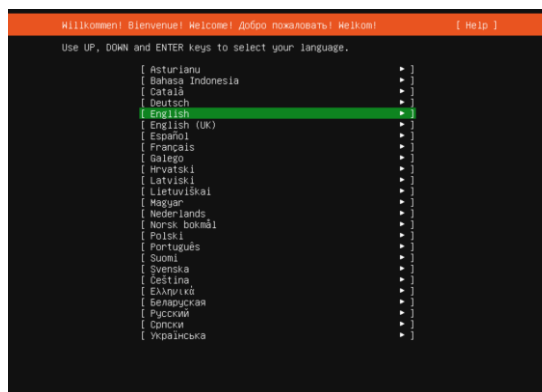 Willkommen! Bienvenue! Welcome! Добро пожаловать! Welkom! [ Help ]
Use UP, DOWN and ENTER keys to select your language.
[ Asturianu ► ]
[ Bahasa Indonesia ► ]
[ Català ► ]
[ Deutsch ► ]
[ English ► ]
[ English (UK) ► ]
[ Español ► ]
[ Français ► ]
[ Galego ► ]
[ Hrvatski ► ]
[ Latviski ► ]
[ Lietuviškai ► ]
[ Magyar ► ]
[ Nederlands ► ]
[ Norsk bokmål ► ]
[ Polski ► ]
[ Português ► ]
[ Suomi ► ]
[ Svenska ► ]
[ Čeština ► ]
[ Ελληνικά ► ]
[ Беларуская ► ]
[ Русский ► ]
[ Српски ► ]
[ Українська ► ]